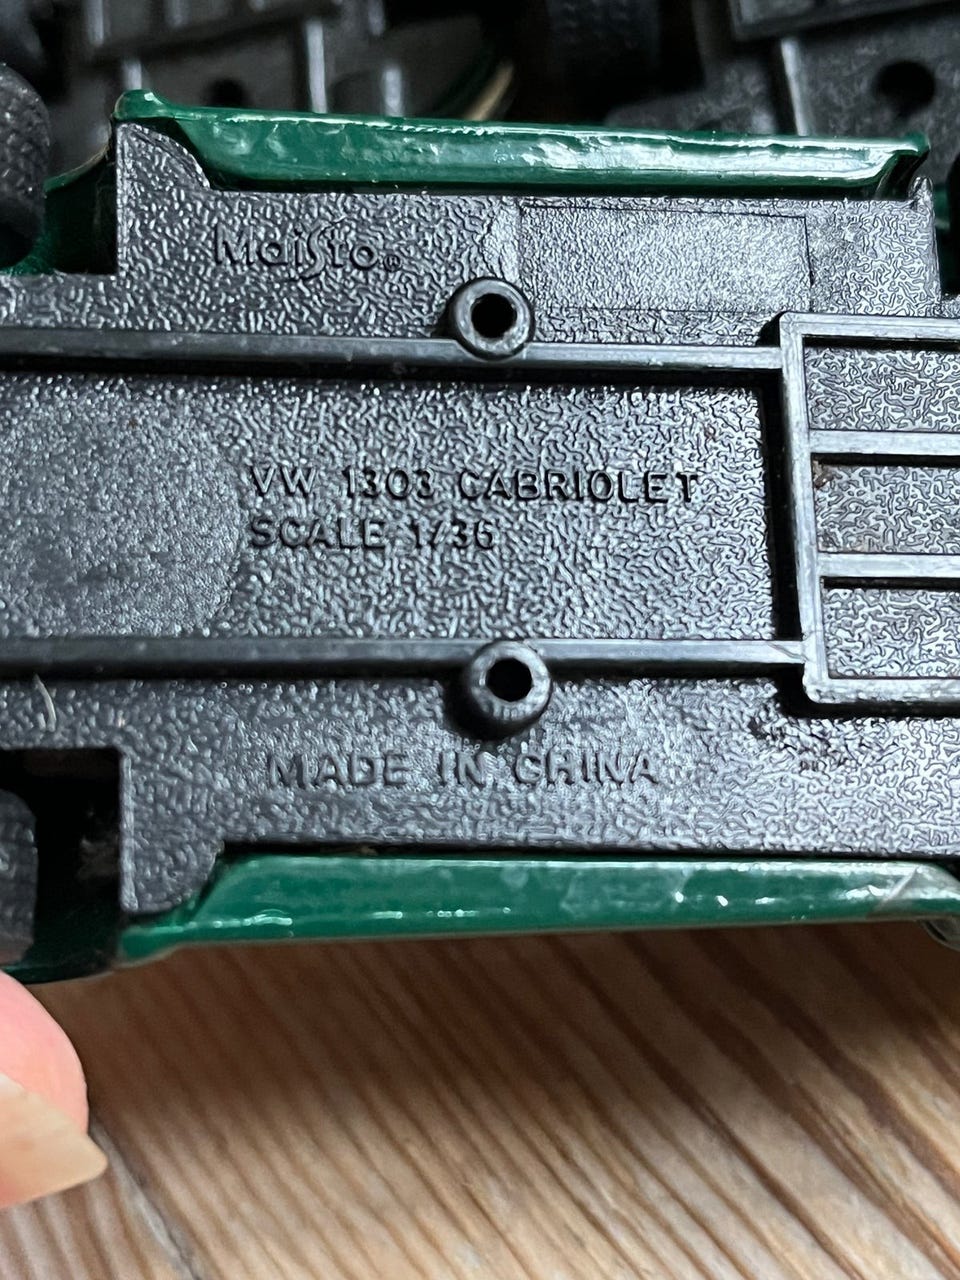 Maisto®
VW 1303 CABRIOLET
SCALE 1/36
MADE IN CHINA